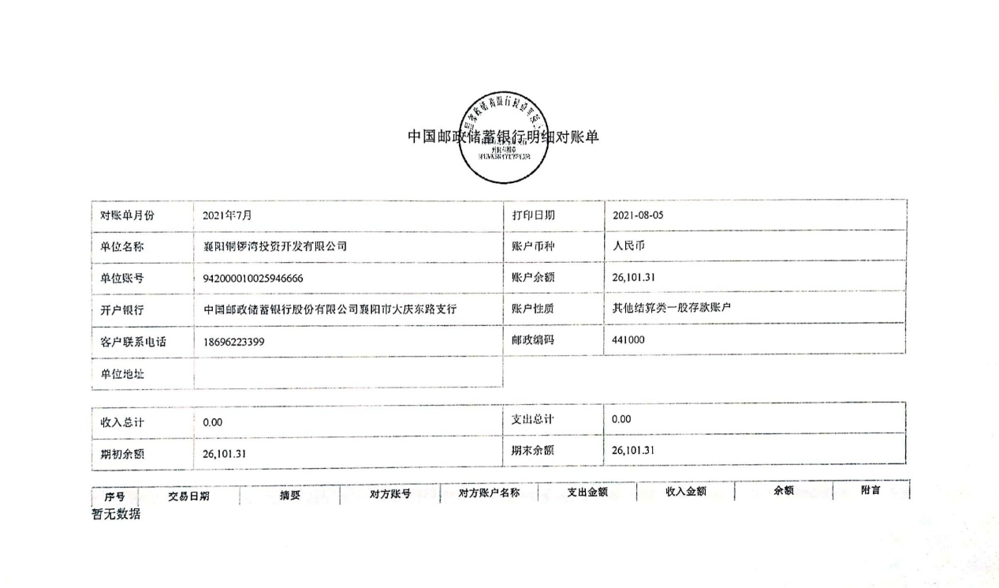 中国邮政储蓄银行明细对账单
对账单月份 2021年7月 打印日期 2021-08-05
单位名称 襄阳铜锣湾投资开发有限公司 账户币种 人民币
单位账号 942000010025946666 账户余额 26,101.31
开户银行 中国邮政储蓄银行股份有限公司襄阳市大庆东路支行 账户性质 其他结算类一般存款账户
客户联系电话 18696223399 邮政编码 441000
单位地址
收入总计 0.00 支出总计 0.00
期初余额 26,101.31 期末余额 26,101.31
序号 交易日期 摘要 对方账号 对方账户名称 支出金额 收入金额 余额 附言
暂无数据